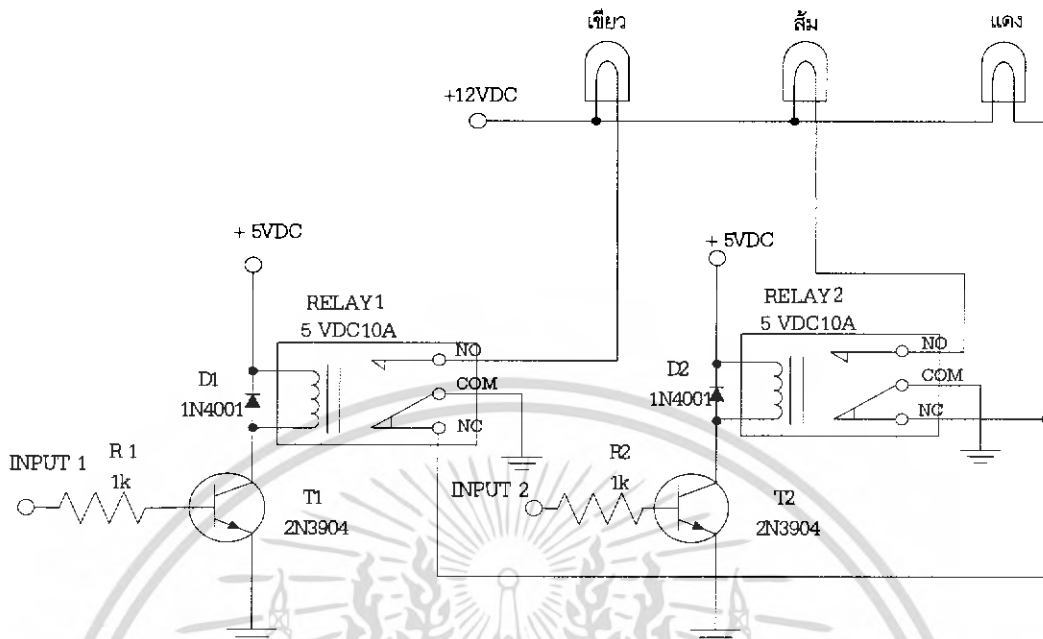 เขียว
ส้ม
แดง
+12VDC
+ 5VDC
+ 5VDC
RELAY 1
5 VDC10A
RELAY 2
5 VDC10A
NO
COM
NC
NO
COM
NC
D1
1N4001
D2
1N4001
INPUT 1
R 1
1k
T1
2N3904
INPUT 2
R2
1k
T2
2N3904